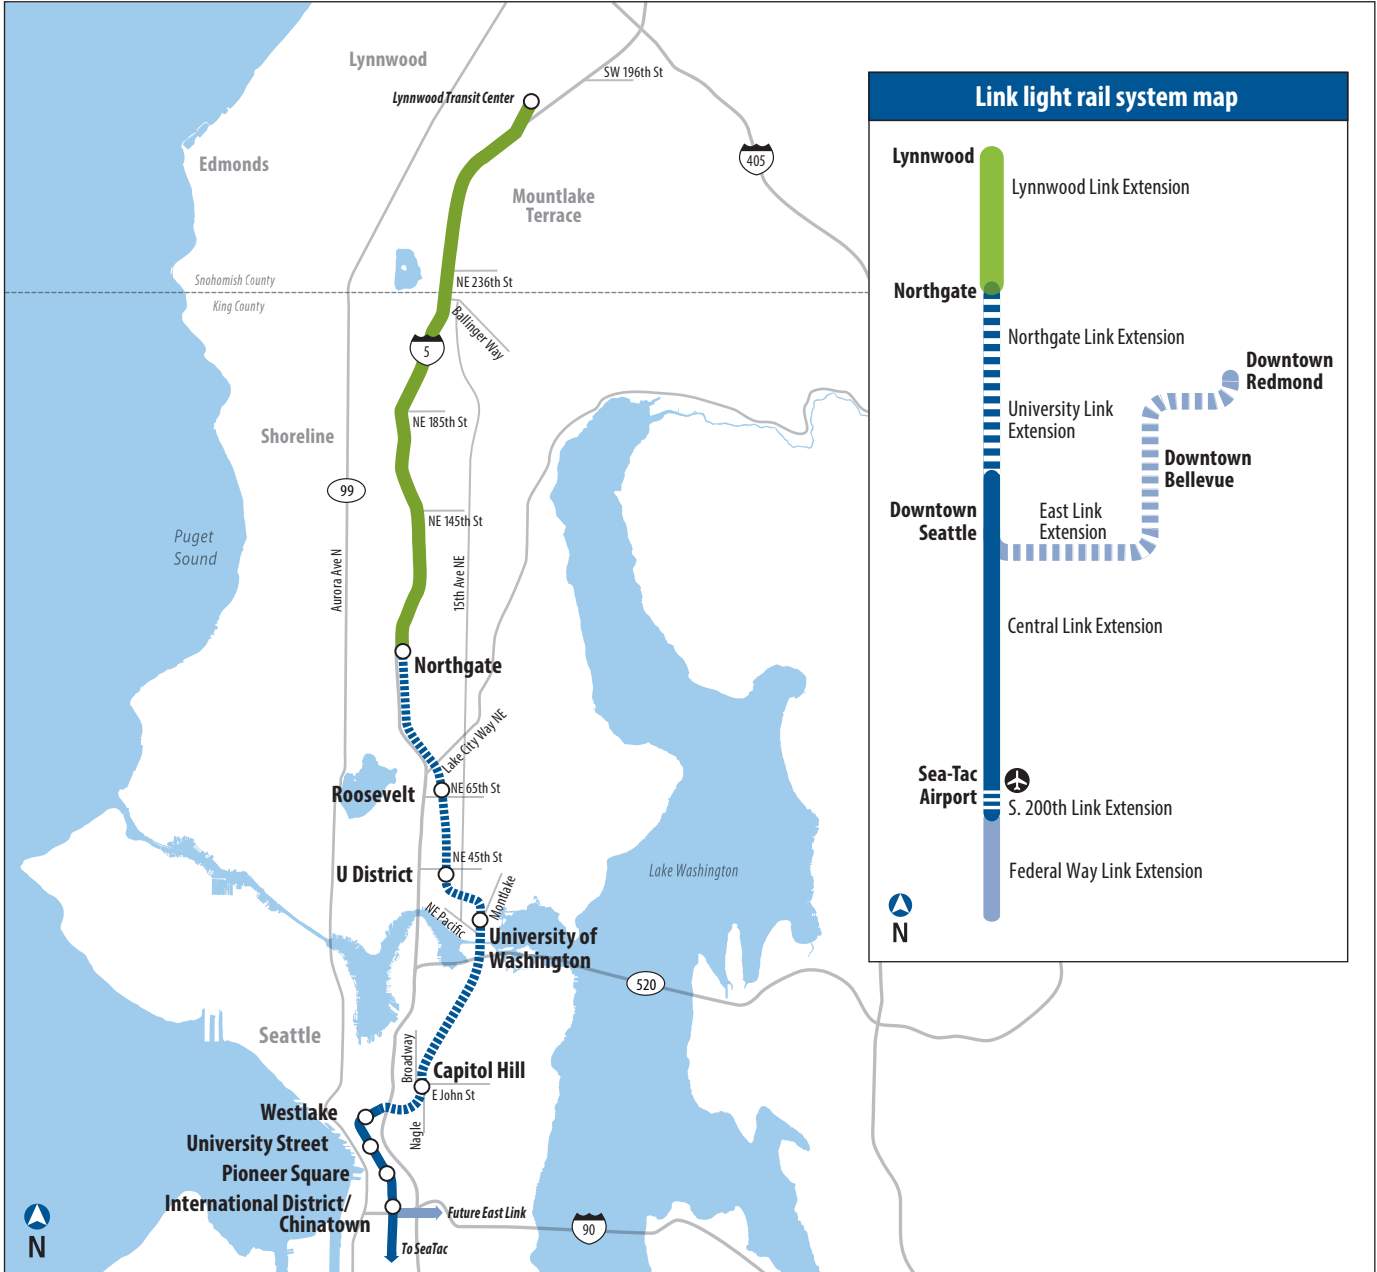 Lynnwood
SW 196th St
Lynnwood Transit Center
405
Edmonds
Mountlake
Terrace
Snohomish County
King County
NE 236th St
Ballinger Way
5
NE 185th St
Shoreline
99
NE 145th St
Puget
Sound
Aurora Ave N
15th Ave NE
Northgate
Lake City Way NE
NE 65th St
Roosevelt
NE 45th St
U District
Montlake
NE Pacific
Lake Washington
University of
Washington
520
Seattle
Broadway
Capitol Hill
E John St
Nagle
Westlake
University Street
Pioneer Square
International District/
Chinatown
Future East Link
90
To SeaTac
N
Link light rail system map
Lynnwood
Lynnwood Link Extension
Northgate
Northgate Link Extension
Downtown
Redmond
University Link
Extension
Downtown
Bellevue
Downtown
Seattle
East Link
Extension
Central Link Extension
Sea-Tac
Airport
S. 200th Link Extension
Federal Way Link Extension
N